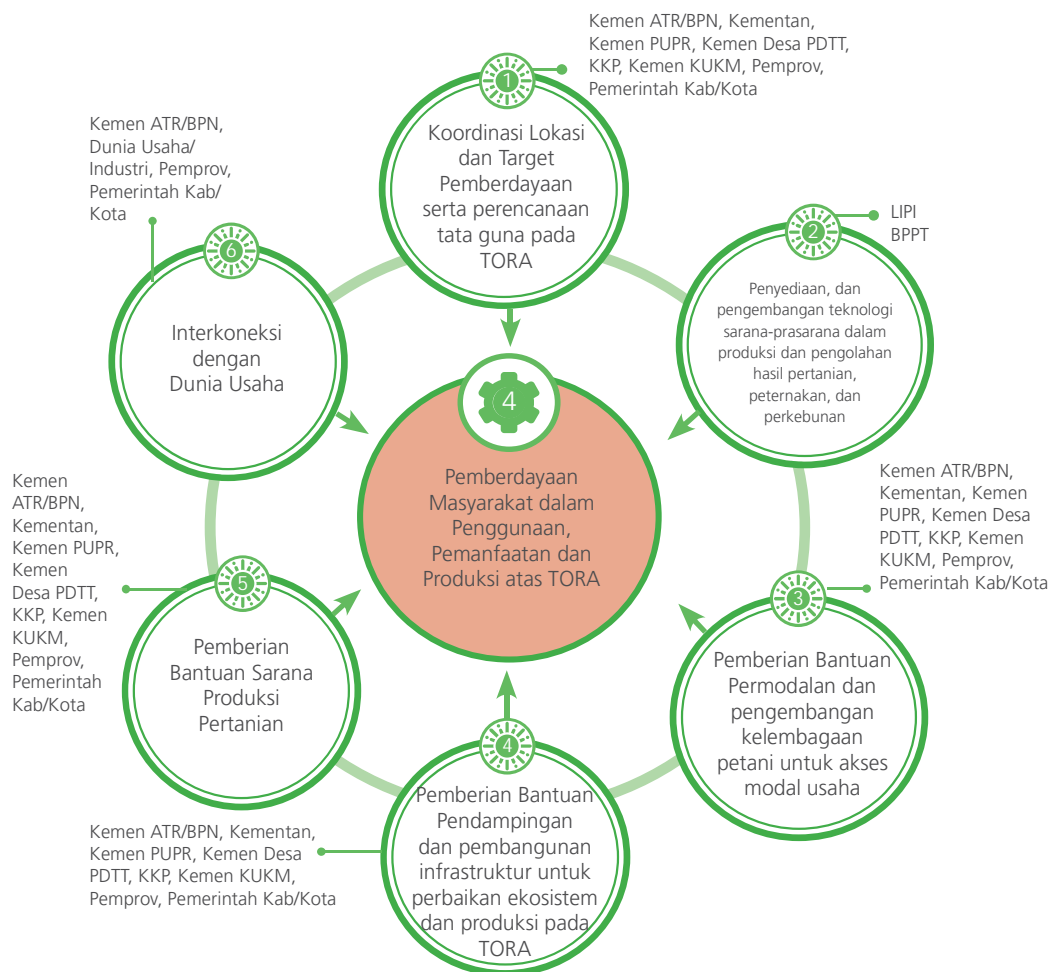 Kemen ATR/BPN, Kementan,
Kemen PUPR, Kemen Desa PDTT,
KKP, Kemen KUKM, Pemprov,
Pemerintah Kab/Kota
1
Koordinasi Lokasi
dan Target
Pemberdayaan
serta perencanaan
tata guna pada
TORA
LIPI
BPPT
2
Penyediaan, dan
pengembangan teknologi
sarana-prasarana dalam
produksi dan pengolahan
hasil pertanian,
peternakan, dan
perkebunan
Kemen ATR/BPN,
Kementan, Kemen
PUPR, Kemen Desa
PDTT, KKP, Kemen
KUKM, Pemprov,
Pemerintah Kab/Kota
3
Pemberian Bantuan
Permodalan dan
pengembangan
kelembagaan
petani untuk akses
modal usaha
4
Pemberian Bantuan
Pendampingan
dan pembangunan
infrastruktur untuk
perbaikan ekosistem
dan produksi pada
TORA
Kemen ATR/BPN, Kementan,
Kemen PUPR, Kemen Desa
PDTT, KKP, Kemen KUKM,
Pemprov, Pemerintah Kab/Kota
Kemen
ATR/BPN,
Kementan,
Kemen PUPR,
Kemen
Desa PDTT,
KKP, Kemen
KUKM,
Pemprov,
Pemerintah
Kab/Kota
5
Pemberian
Bantuan Sarana
Produksi
Pertanian
Kemen ATR/BPN,
Dunia Usaha/
Industri, Pemprov,
Pemerintah Kab/
Kota
6
Interkoneksi
dengan
Dunia Usaha
4
Pemberdayaan
Masyarakat dalam
Penggunaan,
Pemanfaatan dan
Produksi atas TORA